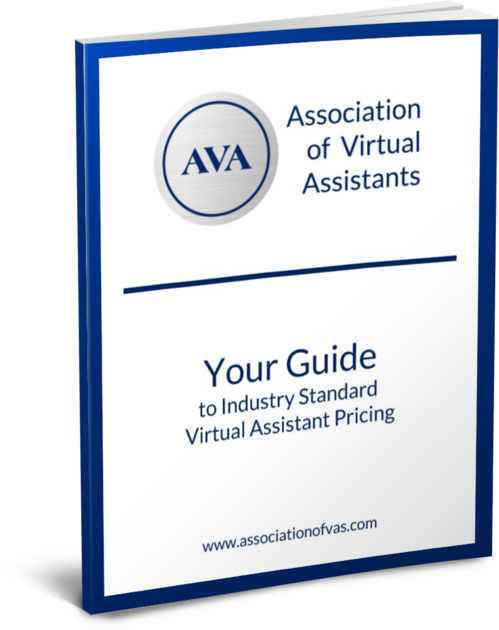 AVA
Association
of Virtual
Assistants
Your Guide
to Industry Standard
Virtual Assistant Pricing
www.associationofvas.com